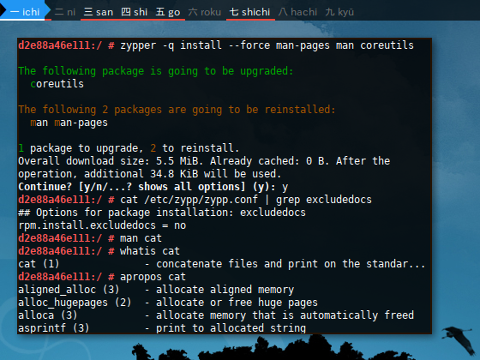 一 ichi 二 ni 三 san 四 shi 五 go 六 roku 七 shichi 八 hachi 九 kyū
d2e88a46e111:/ # zypper -q install --force man-pages man coreutils
The following package is going to be upgraded:
coreutils
The following 2 packages are going to be reinstalled:
man man-pages
1 package to upgrade, 2 to reinstall.
Overall download size: 5.5 MiB. Already cached: 0 B. After the
operation, additional 34.8 KiB will be used.
Continue? [y/n/...? shows all options] (y): y
d2e88a46e111:/ # cat /etc/zypp/zypp.conf | grep excludedocs
## Options for package installation: excludedocs
rpm.install.excludedocs = no
d2e88a46e111:/ # man cat
d2e88a46e111:/ # whatis cat
cat (1) - concatenate files and print on the standar...
d2e88a46e111:/ # apropos cat
aligned_alloc (3) - allocate aligned memory
alloc_hugepages (2) - allocate or free huge pages
alloca (3) - allocate memory that is automatically freed
asprintf (3) - print to allocated string